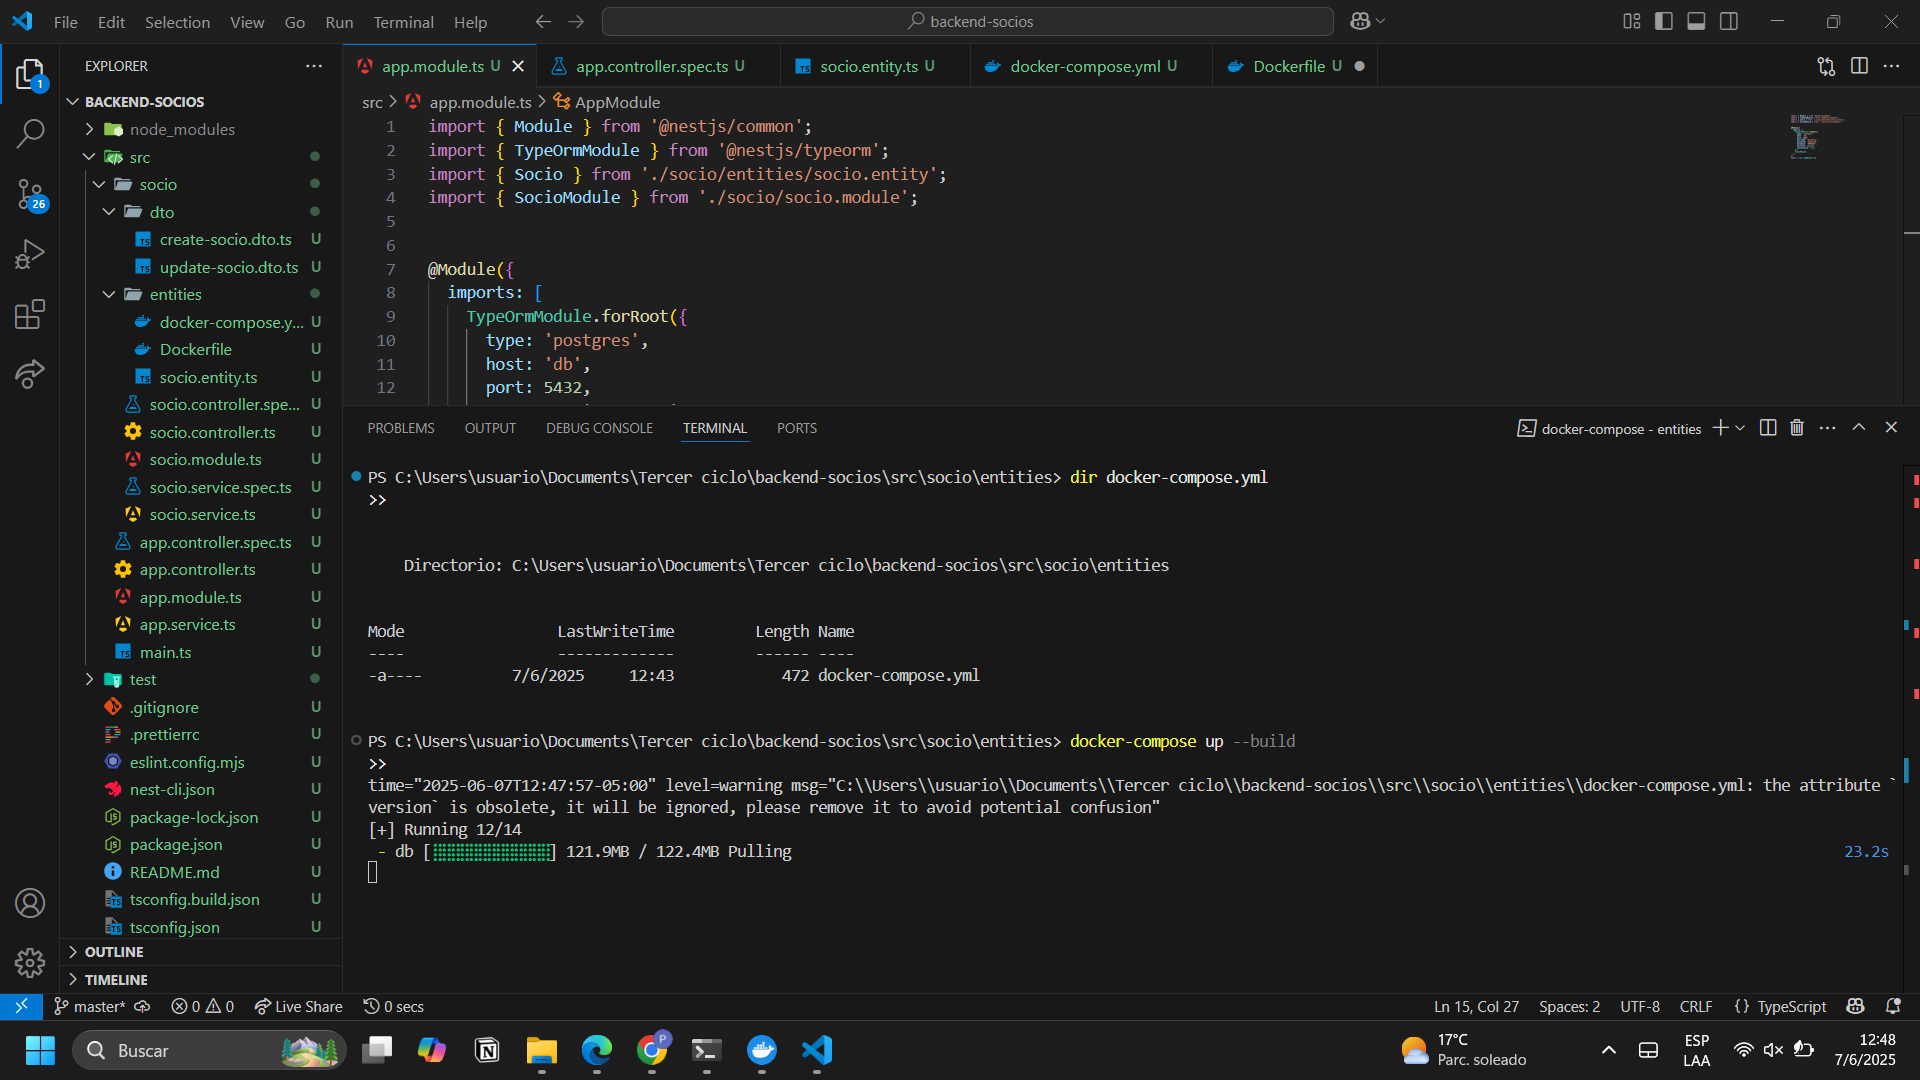 File Edit Selection View Go Run Terminal Help
backend-socios
EXPLORER
BACKEND-SOCIOS
node_modules
src
socio
dto
create-socio.dto.ts U
update-socio.dto.ts U
entities
docker-compose.y... U
Dockerfile U
socio.entity.ts U
socio.controller.spe... U
socio.controller.ts U
socio.module.ts U
socio.service.spec.ts U
socio.service.ts U
app.controller.spec.ts U
app.controller.ts U
app.module.ts U
app.service.ts U
main.ts U
test
.gitignore U
.prettierrc U
eslint.config.mjs U
nest-cli.json U
package-lock.json U
package.json U
README.md U
tsconfig.build.json U
tsconfig.json U
OUTLINE
TIMELINE
1
26
app.module.ts U
app.controller.spec.ts U
socio.entity.ts U
docker-compose.yml U
Dockerfile U
src > app.module.ts > AppModule
1 import { Module } from '@nestjs/common';
2 import { TypeOrmModule } from '@nestjs/typeorm';
3 import { Socio } from './socio/entities/socio.entity';
4 import { SocioModule } from './socio/socio.module';
5
6
7 @Module({
8 imports: [
9 TypeOrmModule.forRoot({
10 type: 'postgres',
11 host: 'db',
12 port: 5432,
PROBLEMS OUTPUT DEBUG CONSOLE TERMINAL PORTS
docker-compose - entities
PS C:\Users\usuario\Documents\Tercer ciclo\backend-socios\src\socio\entities> dir docker-compose.yml
>>
Directorio: C:\Users\usuario\Documents\Tercer ciclo\backend-socios\src\socio\entities
Mode LastWriteTime Length Name
---- ------------- ------ ----
-a---- 7/6/2025 12:43 472 docker-compose.yml
PS C:\Users\usuario\Documents\Tercer ciclo\backend-socios\src\socio\entities> docker-compose up --build
>>
time="2025-06-07T12:47:57-05:00" level=warning msg="C:\\Users\\usuario\\Documents\\Tercer ciclo\\backend-socios\\src\\socio\\entities\\docker-compose.yml: the attribute `
version` is obsolete, it will be ignored, please remove it to avoid potential confusion"
[+] Running 12/14
- db [⣿⣿⣿⣿⣿⣿⣿⣿⣿⣿⣿⣿⣿] 121.9MB / 122.4MB Pulling 23.2s
master* 0 0 Live Share 0 secs
Ln 15, Col 27 Spaces: 2 UTF-8 CRLF {} TypeScript
Buscar
17°C
Parc. soleado
ESP
LAA
12:48
7/6/2025